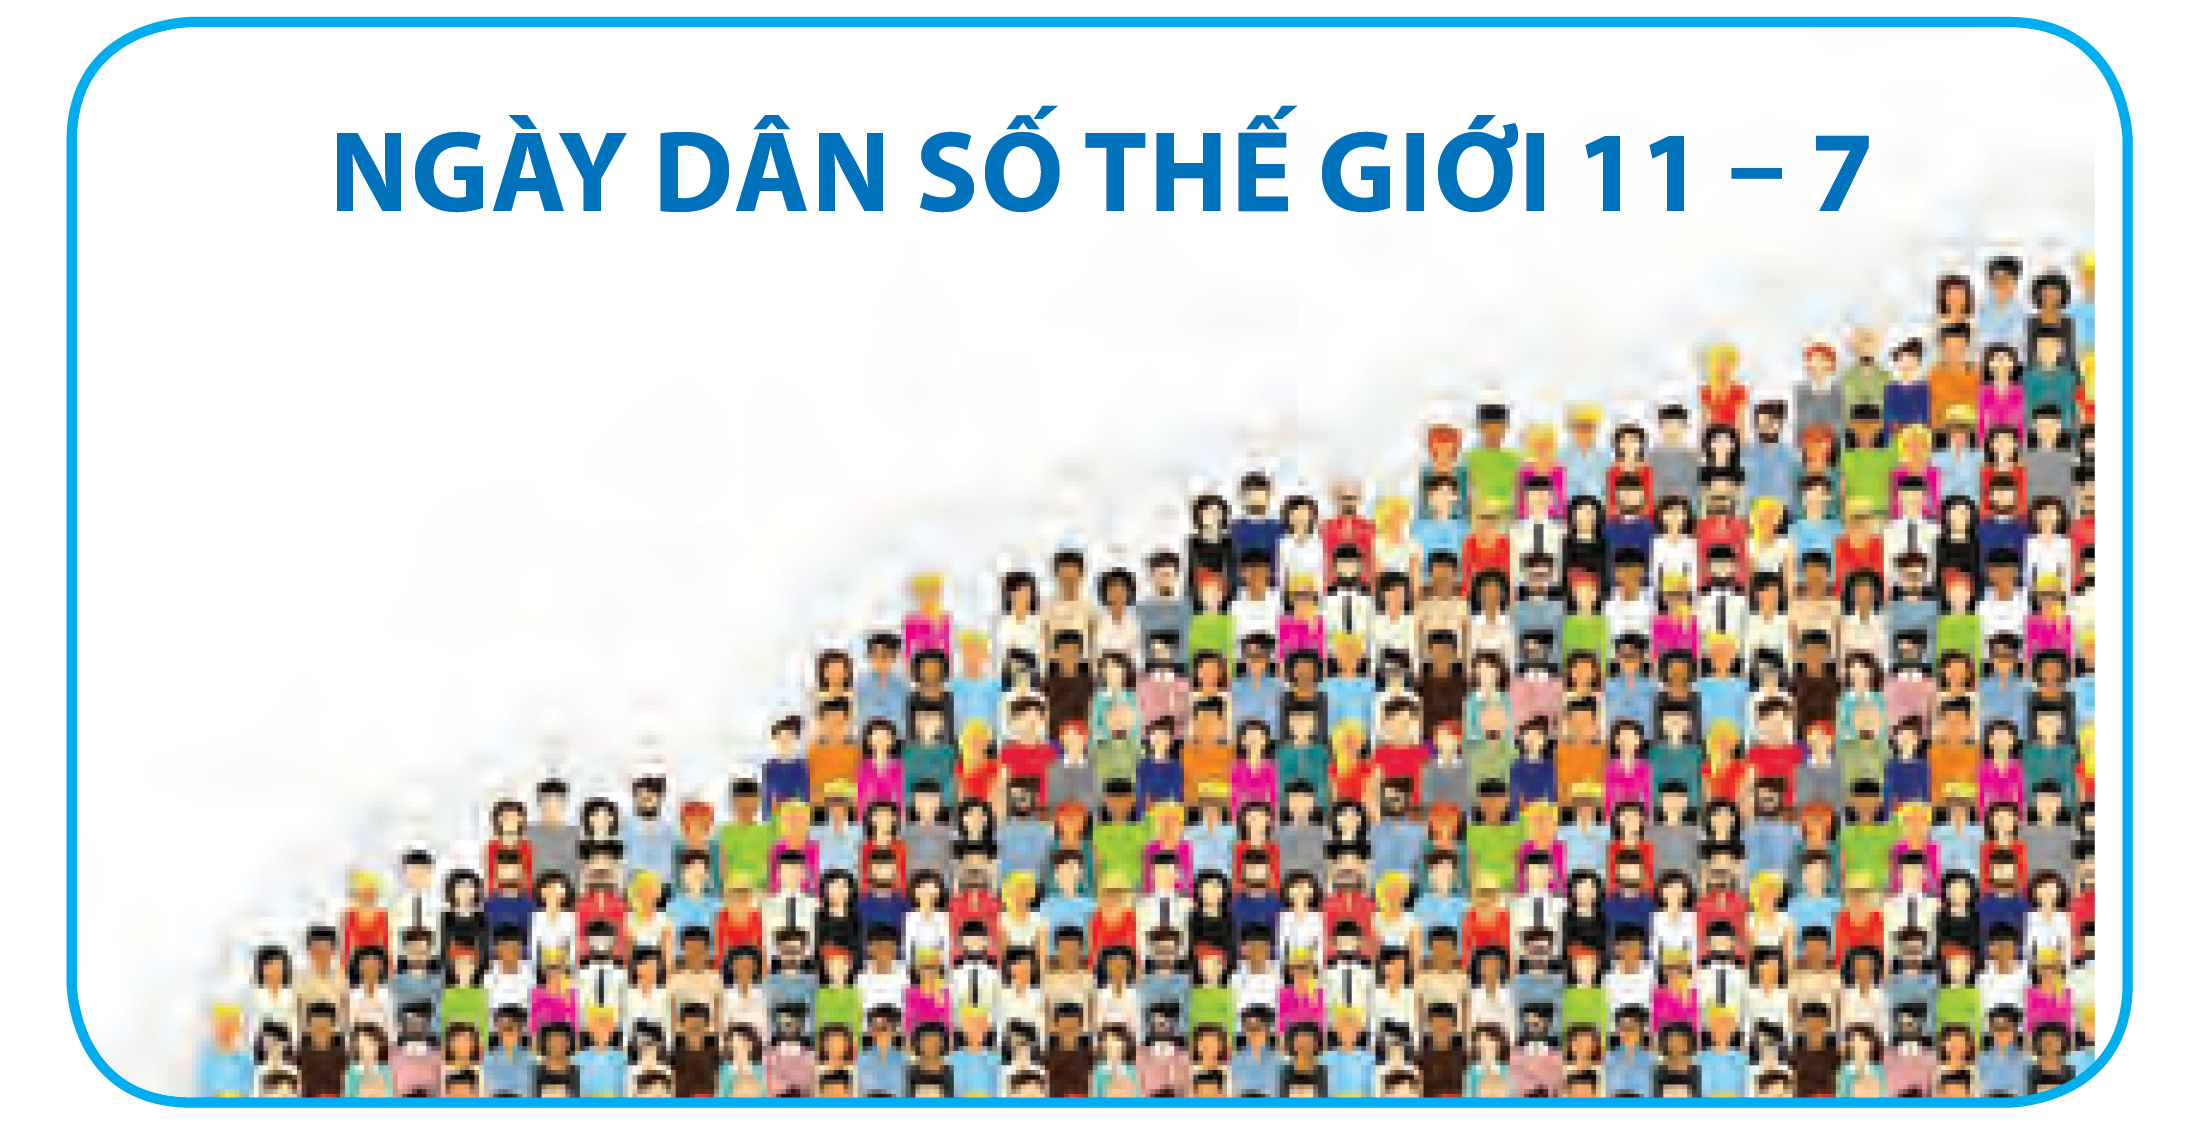 NGÀY DÂN SỐ THẾ GIỚI 11 – 7